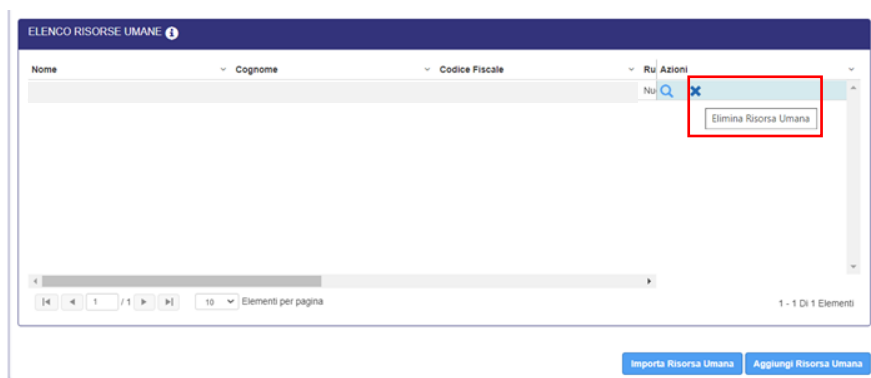 ELENCO RISORSE UMANE
Nome Cognome Codice Fiscale Ru Azioni
Nu
Elimina Risorsa Umana
1 / 1 10 Elementi per pagina 1 - 1 Di 1 Elementi
Importa Risorsa Umana Aggiungi Risorsa Umana